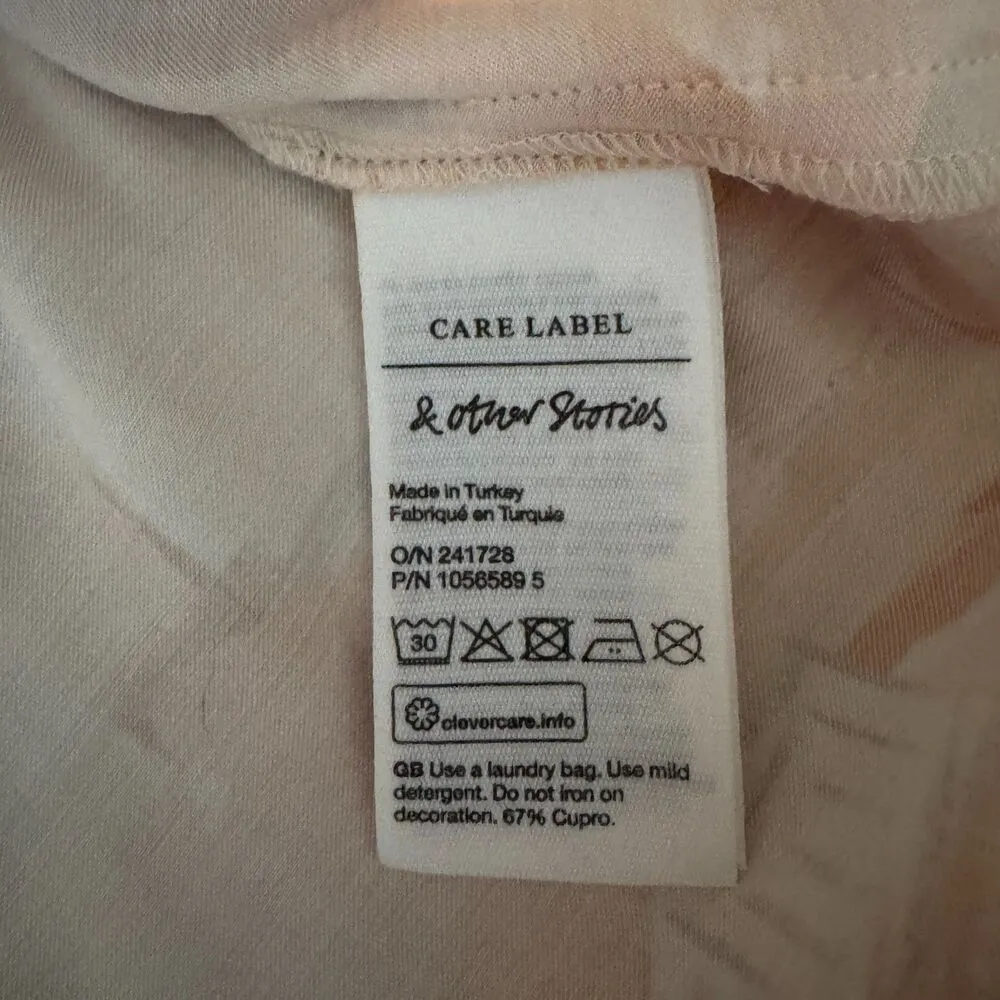 CARE LABEL
& other Stories
Made in Turkey
Fabriqué en Turquie
O/N 241728
P/N 1056589 5
30
clevercare.info
GB Use a laundry bag. Use mild
detergent. Do not iron on
decoration. 67% Cupro.